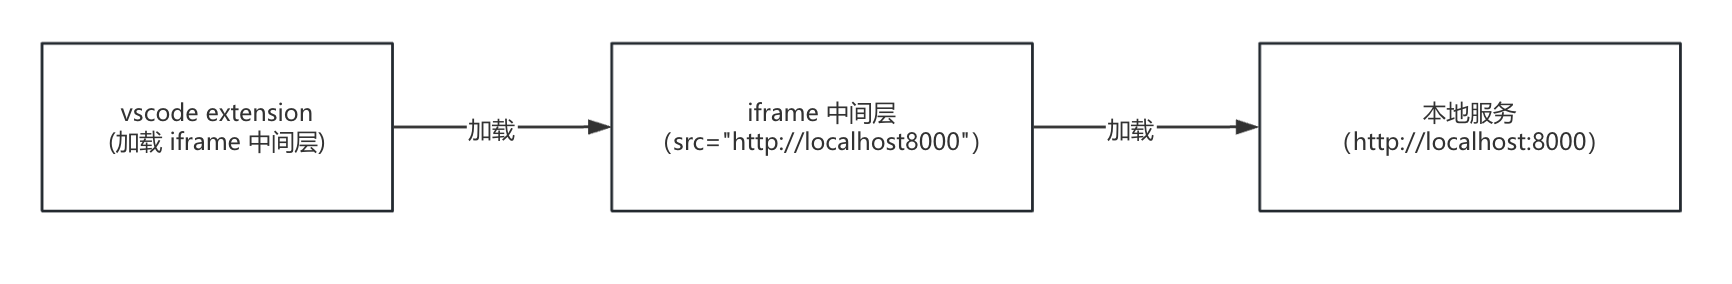 vscode extension
(加载 iframe 中间层)
加载
iframe 中间层
（src="http://localhost8000"）
加载
本地服务
（http://localhost:8000）